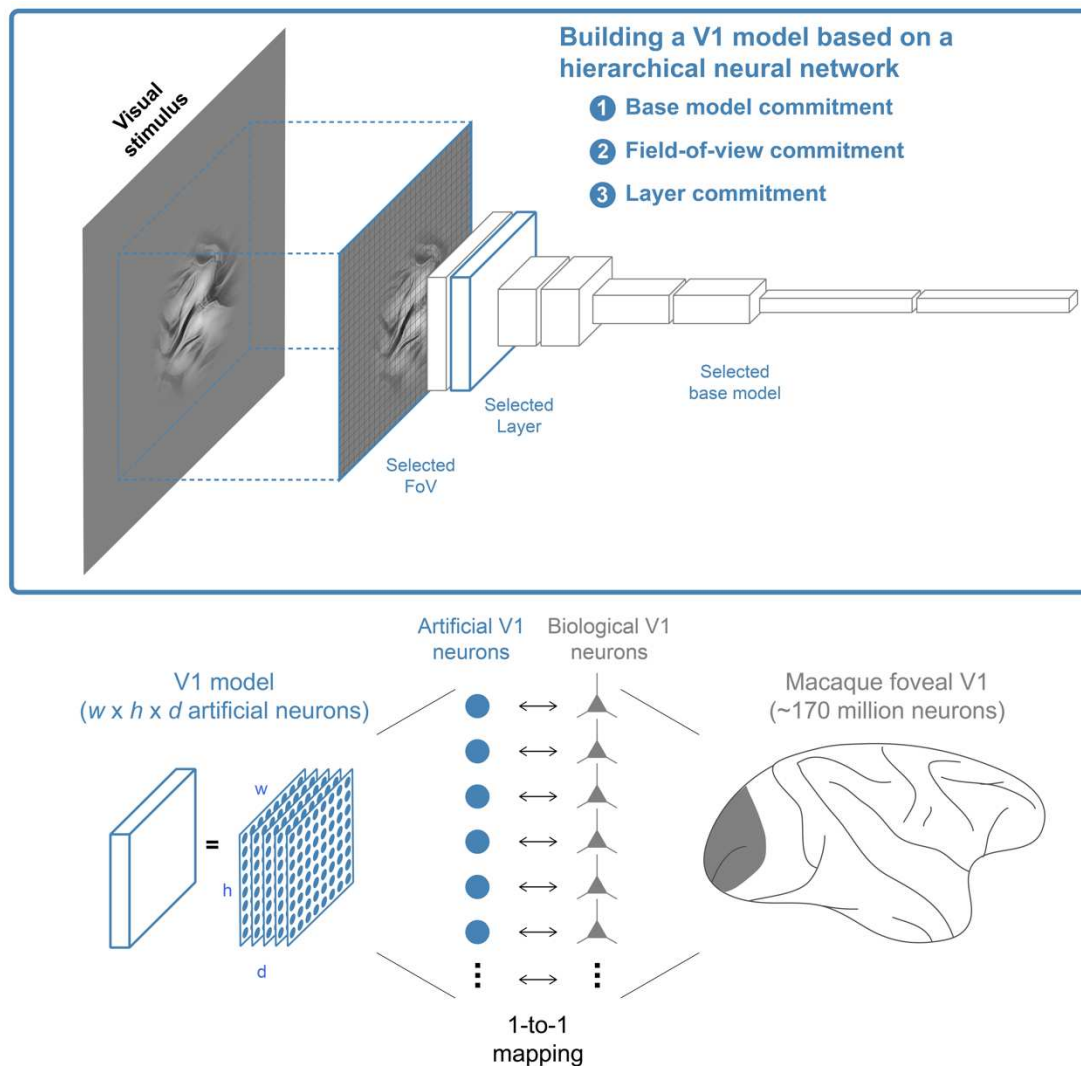 Building a V1 model based on a
hierarchical neural network
1 Base model commitment
2 Field-of-view commitment
3 Layer commitment
Visual
stimulus
Selected
base model
Selected
Layer
Selected
FoV
Artificial V1
neurons
Biological V1
neurons
V1 model
(w x h x d artificial neurons)
Macaque foveal V1
(~170 million neurons)
w
=
h
d
1-to-1
mapping